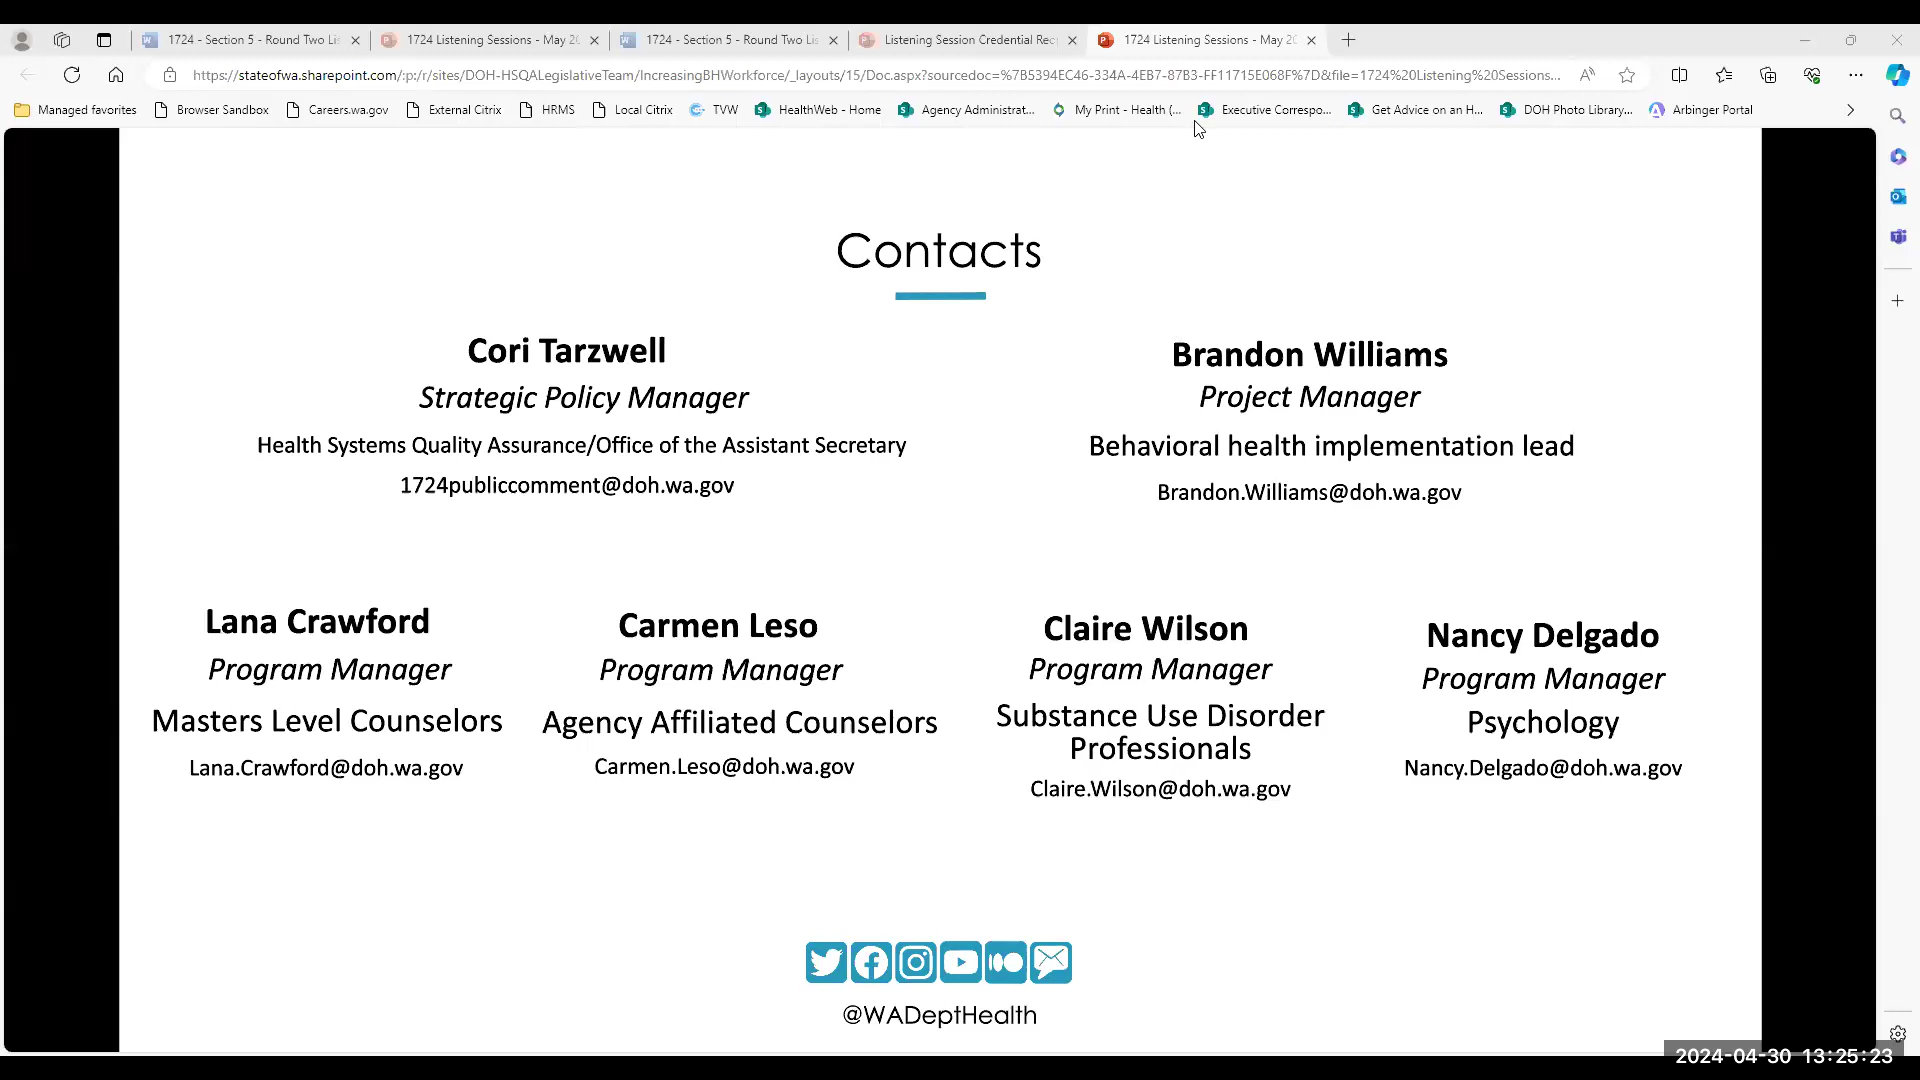 1724 - Section 5 - Round Two Li
1724 Listening Sessions - May 20
1724 - Section 5 - Round Two Lis
Listening Session Credential Rec
1724 Listening Sessions - May 20
https://stateofwa.sharepoint.com/:p:/r/sites/DOH-HSQALegislativeTeam/IncreasingBHWorkforce/_layouts/15/Doc.aspx?sourcedoc=%7B5394EC46-334A-4EB7-87B3-FF11715E068F%7D&file=1724%20Listening%20Sessions...
Managed favorites Browser Sandbox Careers.wa.gov External Citrix HRMS Local Citrix TVW HealthWeb - Home Agency Administrat... My Print - Health (... Executive Correspo... Get Advice on an H... DOH Photo Library... Arbinger Portal
Contacts
Cori Tarzwell
Strategic Policy Manager
Health Systems Quality Assurance/Office of the Assistant Secretary
1724publiccomment@doh.wa.gov
Brandon Williams
Project Manager
Behavioral health implementation lead
Brandon.Williams@doh.wa.gov
Lana Crawford
Program Manager
Masters Level Counselors
Lana.Crawford@doh.wa.gov
Carmen Leso
Program Manager
Agency Affiliated Counselors
Carmen.Leso@doh.wa.gov
Claire Wilson
Program Manager
Substance Use Disorder
Professionals
Claire.Wilson@doh.wa.gov
Nancy Delgado
Program Manager
Psychology
Nancy.Delgado@doh.wa.gov
@WADeptHealth
2024-04-30 13:25:23